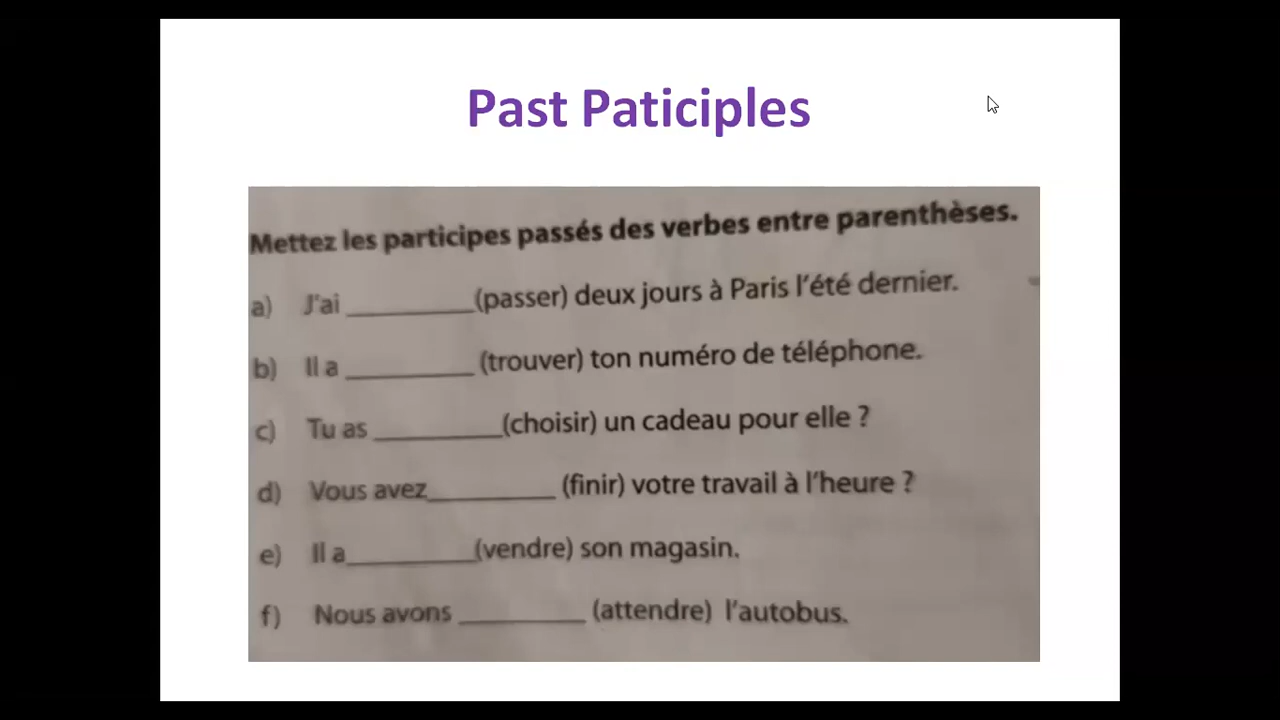 Past Paticiples
Mettez les participes passés des verbes entre parenthèses.
a) J'ai __________(passer) deux jours à Paris l'été dernier.
b) Il a __________ (trouver) ton numéro de téléphone.
c) Tu as __________(choisir) un cadeau pour elle ?
d) Vous avez__________ (finir) votre travail à l'heure ?
e) Il a__________(vendre) son magasin.
f) Nous avons __________ (attendre) l'autobus.